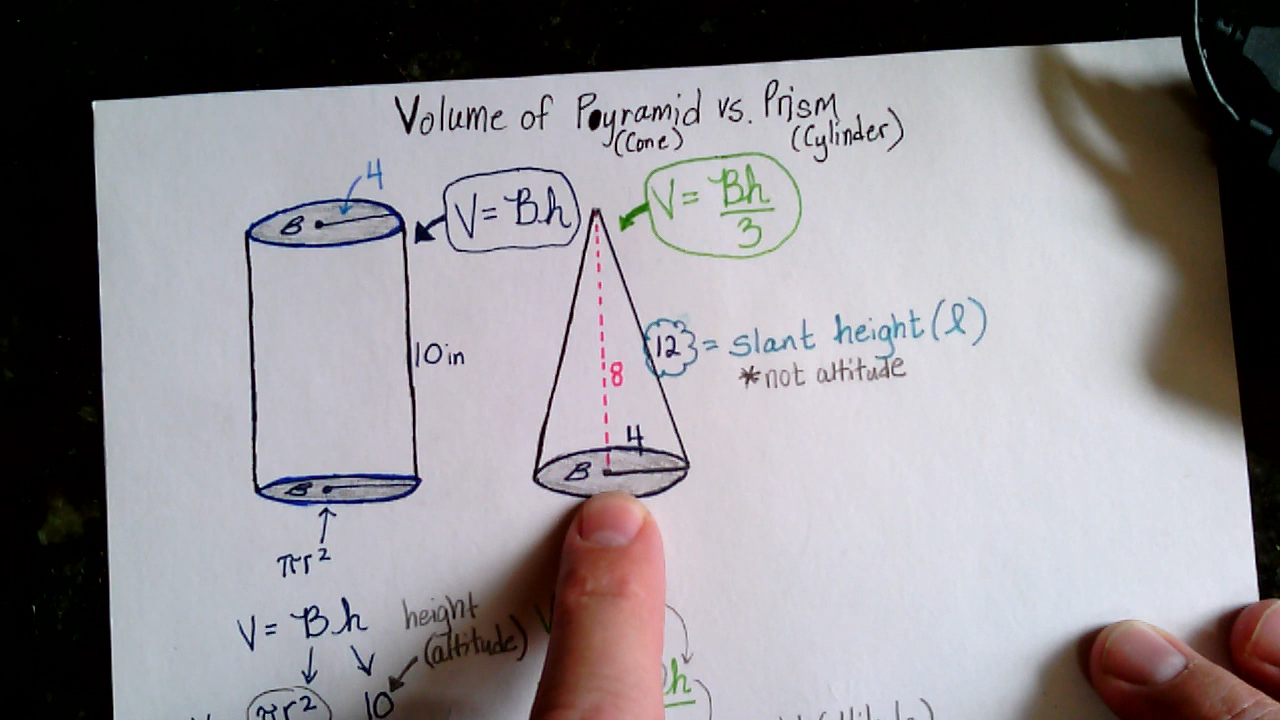 Volume of Poyramid vs. Prism
(Cone) (Cylinder)
4
B
V = Bh
V = Bh/3
10in
12 = slant height (l)
*not altitude
8
4
B
B
πr²
V = Bh
height
(altitude)
πr² 10
h